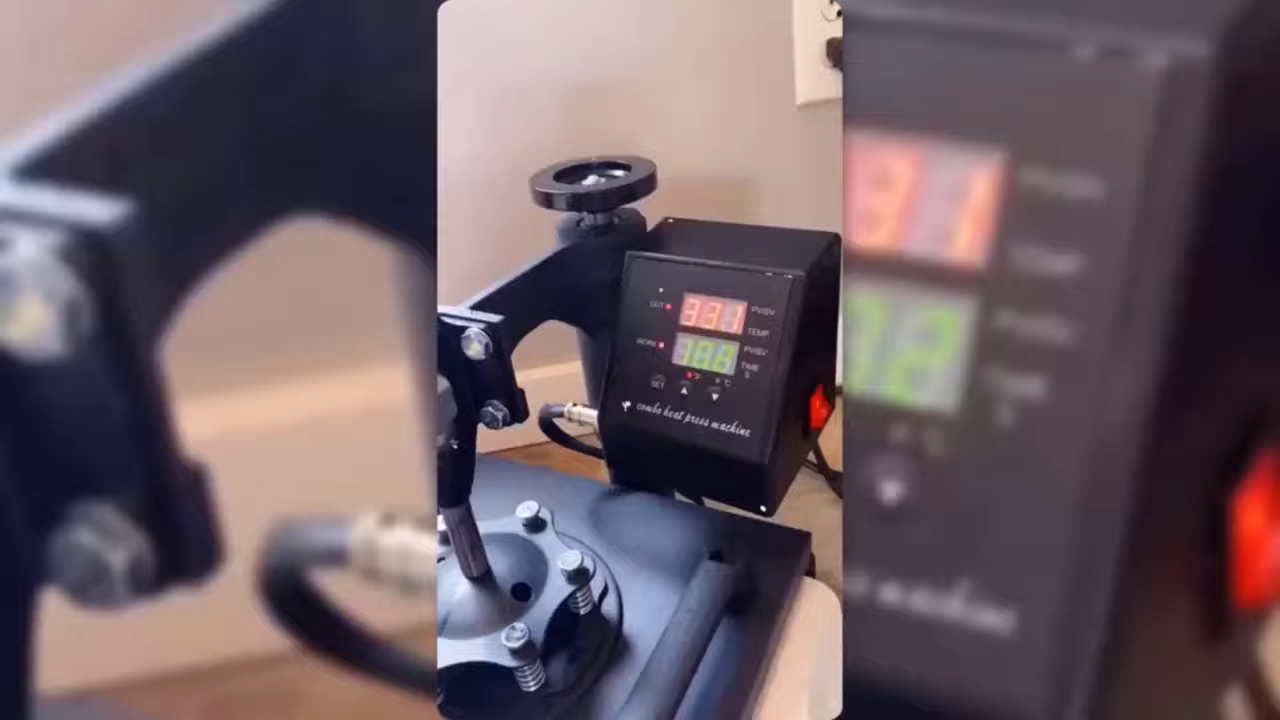 OUT 331 PV/SV
TEMP
WORK 188 PV/SV
TIME
S
°F °C
SET ▲ ▼
combo heat press machine